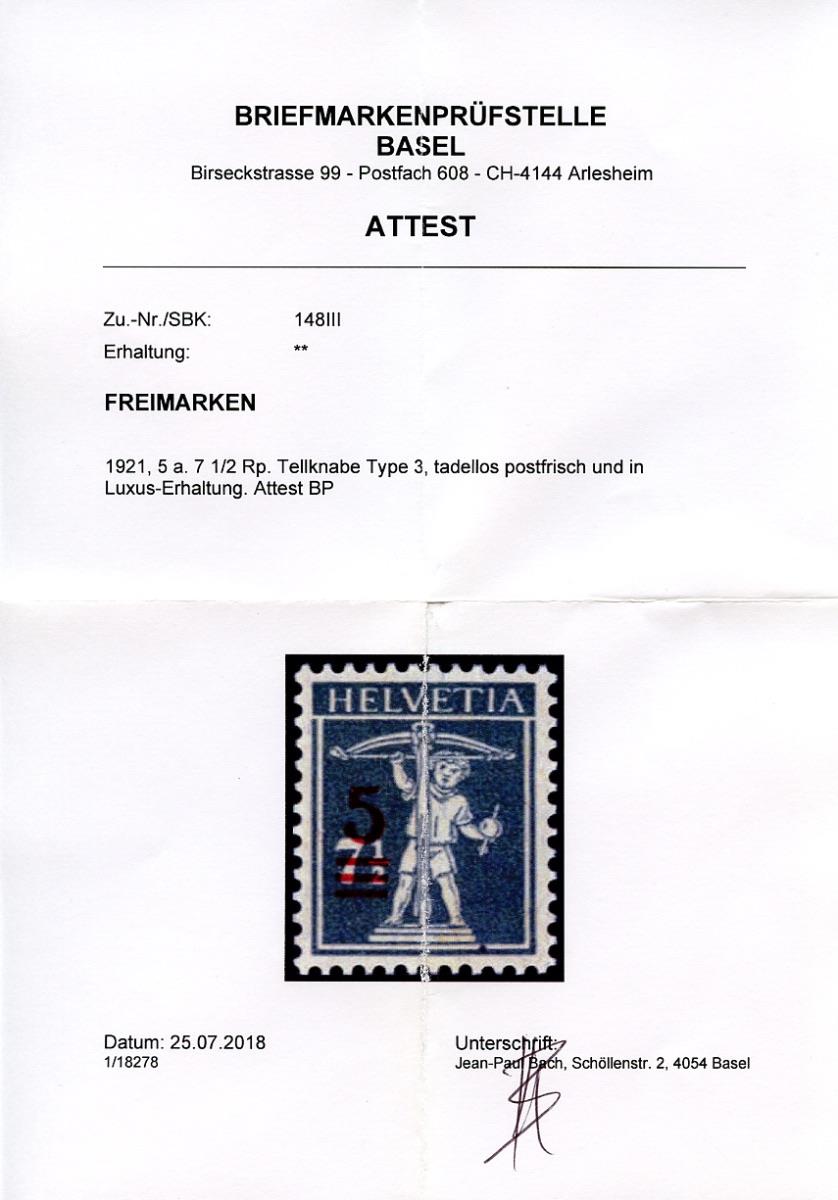 BRIEFMARKENPRÜFSTELLE
BASEL
Birseckstrasse 99 - Postfach 608 - CH-4144 Arlesheim
ATTEST
Zu.-Nr./SBK: 148III
Erhaltung: **
FREIMARKEN
1921, 5 a. 7 1/2 Rp. Tellknabe Type 3, tadellos postfrisch und in
Luxus-Erhaltung. Attest BP
HELVETIA
5
7½
Datum: 25.07.2018 Unterschrift:
1/18278 Jean-Paul Bach, Schöllenstr. 2, 4054 Basel